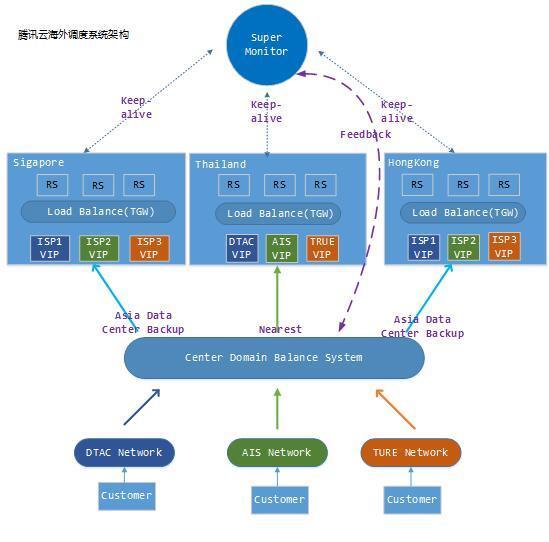 腾讯云海外调度系统架构
Super
Monitor
Keep-
alive
Keep-
alive
Keep-
alive
Feedback
Sigapore
RS
RS
RS
Load Balance(TGW)
ISP1
VIP
ISP2
VIP
ISP3
VIP
Thailand
RS
RS
RS
Load Balance(TGW)
DTAC
VIP
AIS
VIP
TRUE
VIP
HongKong
RS
RS
RS
Load Balance(TGW)
ISP1
VIP
ISP2
VIP
ISP3
VIP
Asia Data
Center Backup
Nearest
Asia Data
Center Backup
Center Domain Balance System
DTAC Network
AIS Network
TURE Network
Customer
Customer
Customer